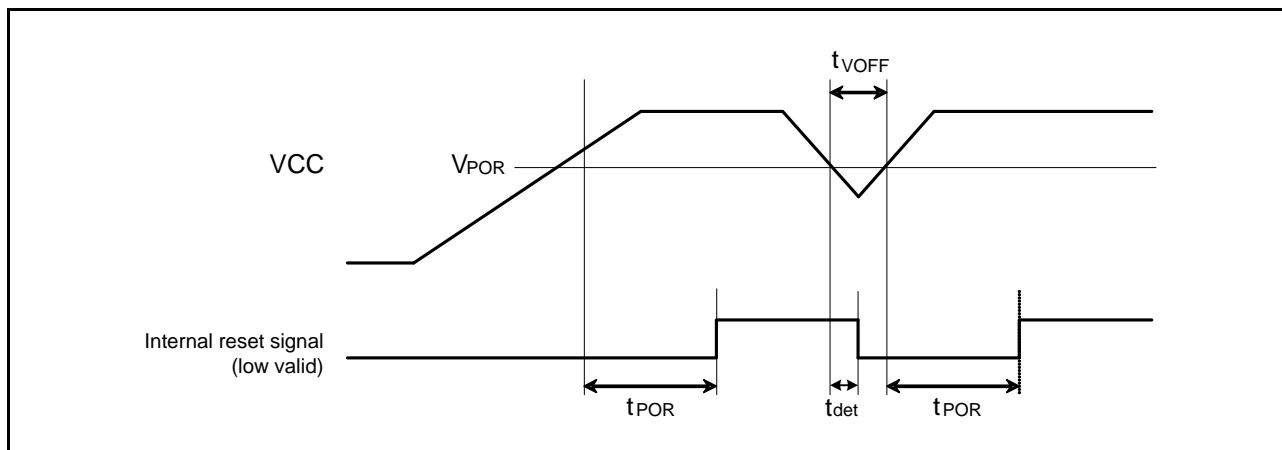 tVOFF
VCC
VPOR
Internal reset signal
(low valid)
tPOR
tdet
tPOR